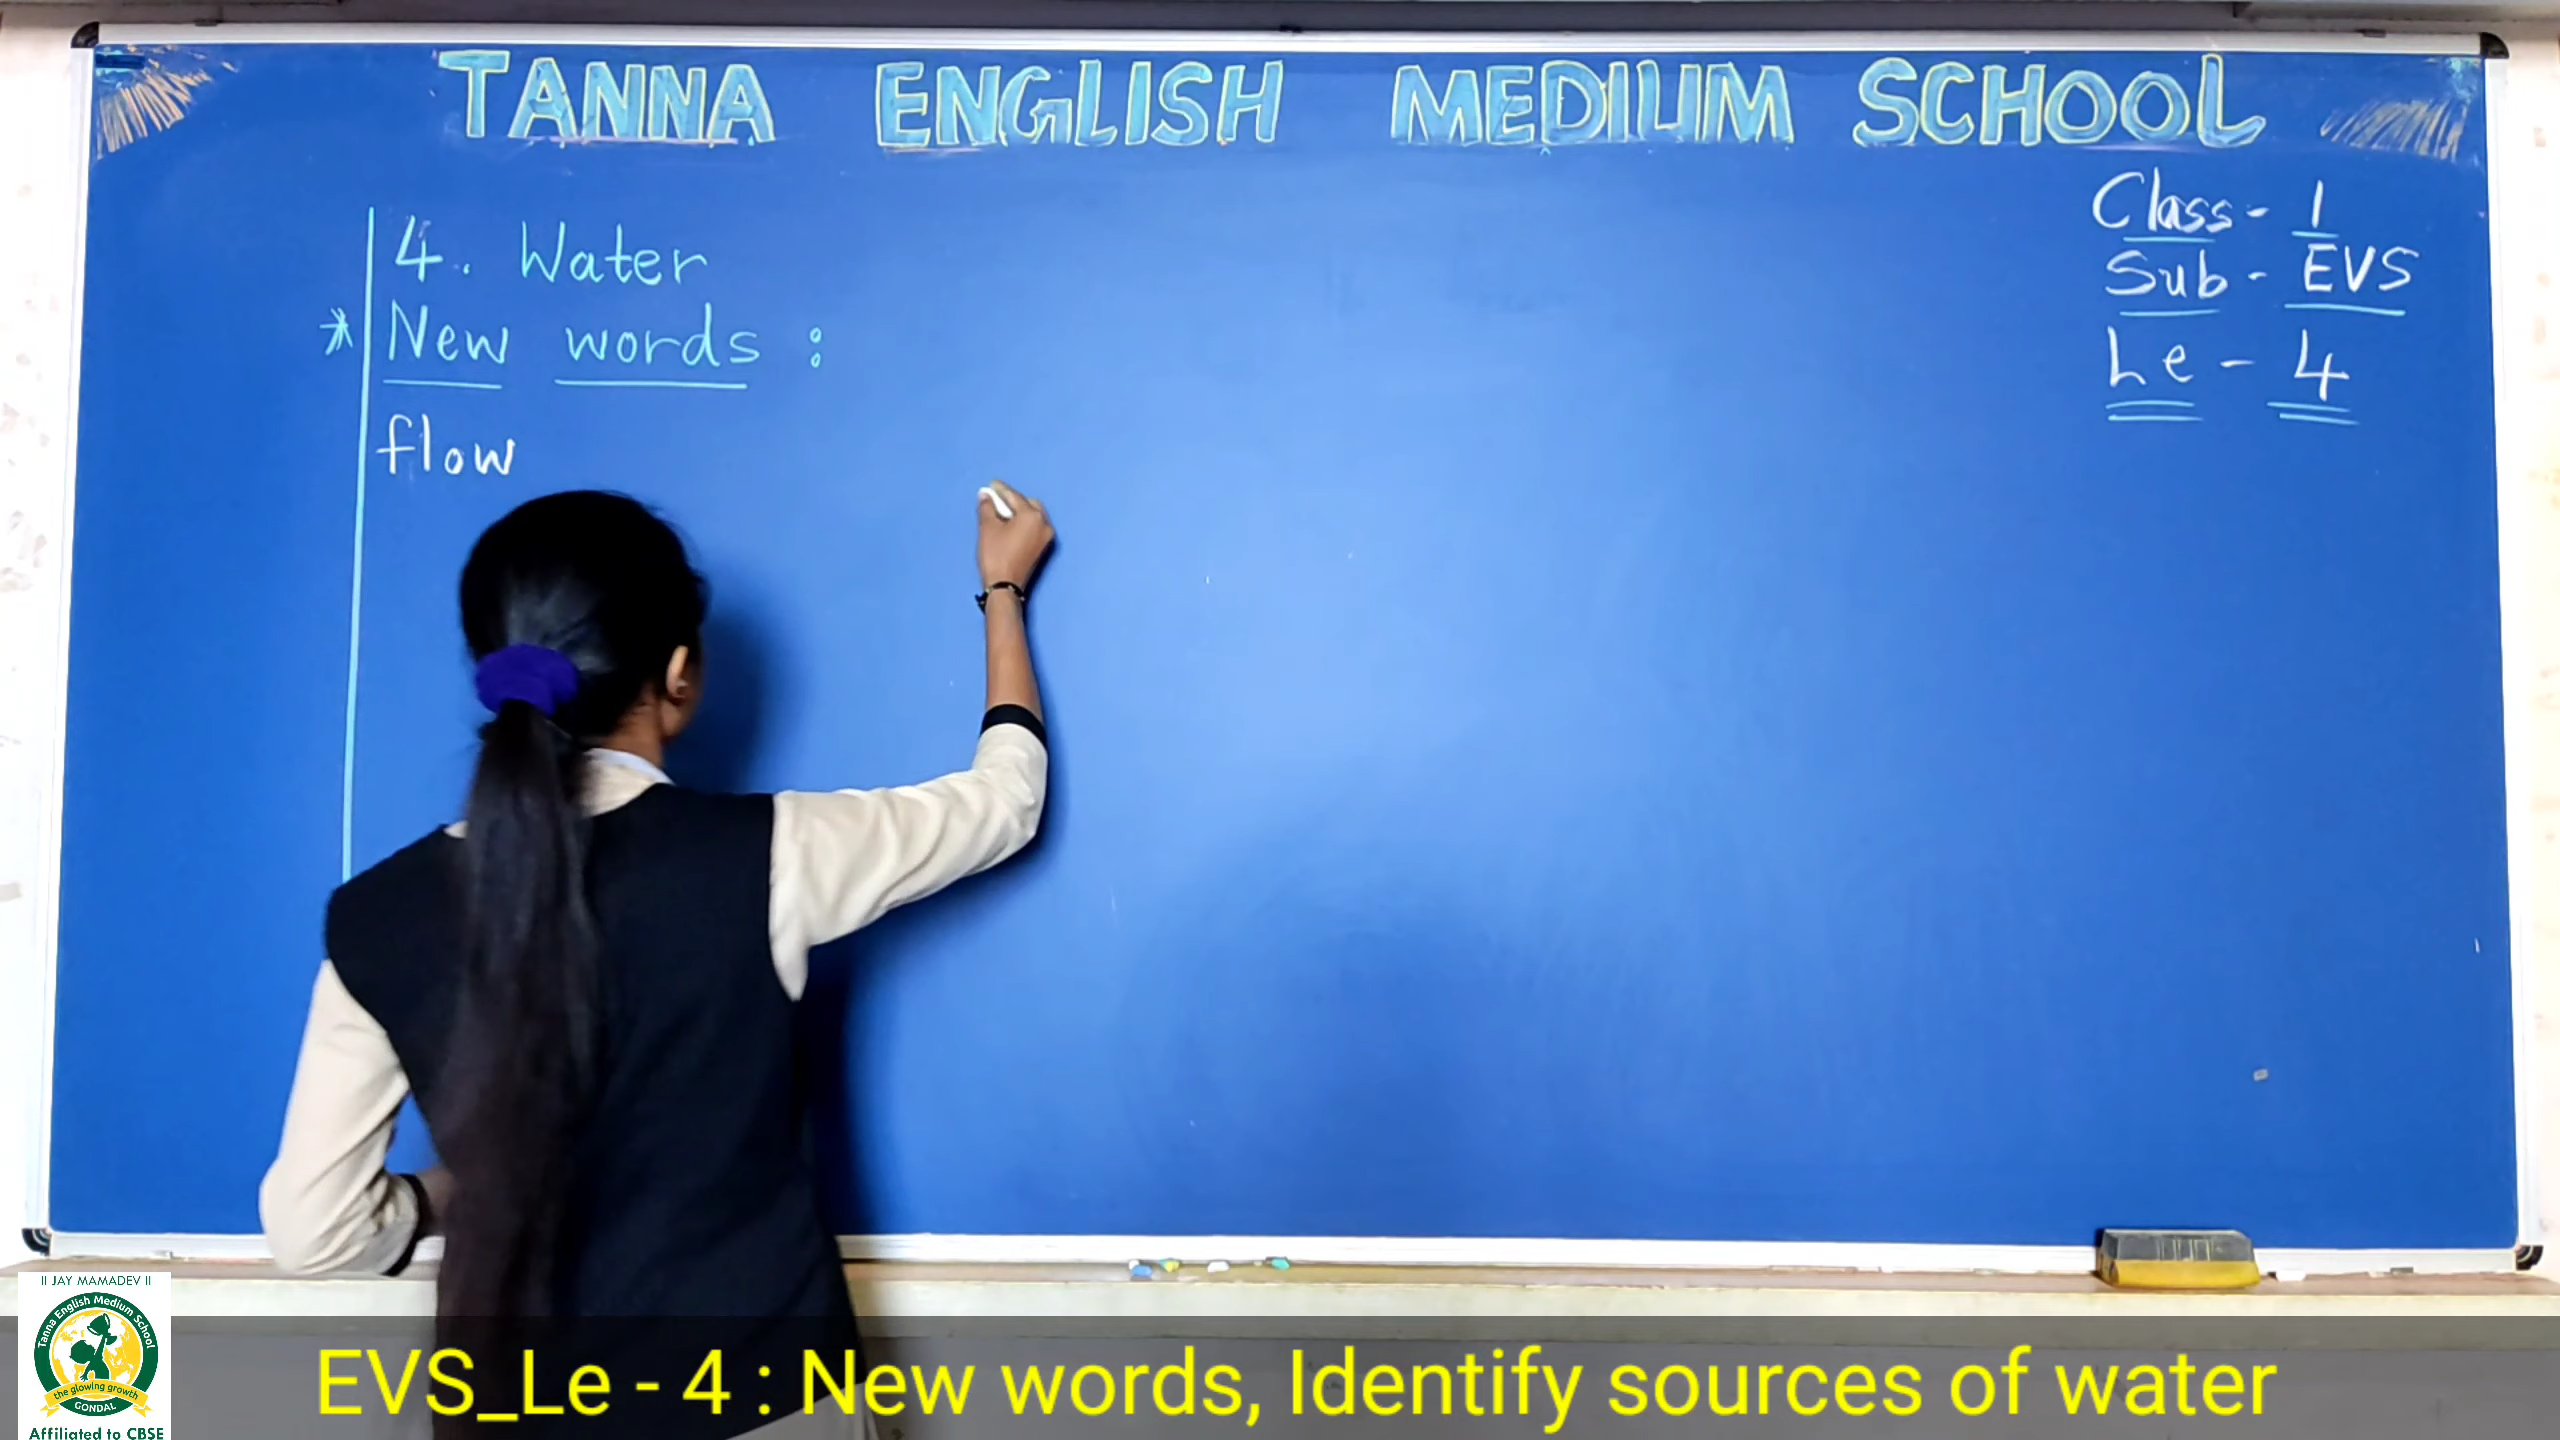 TANNA ENGLISH MEDIUM SCHOOL
Class - 1
Sub - EVS
Le - 4
4. Water
* New words :
flow
II JAY MAMADEV II
Tanna English Medium School
the glowing growth
GONDAL
Affiliated to CBSE
EVS_Le - 4 : New words, Identify sources of water